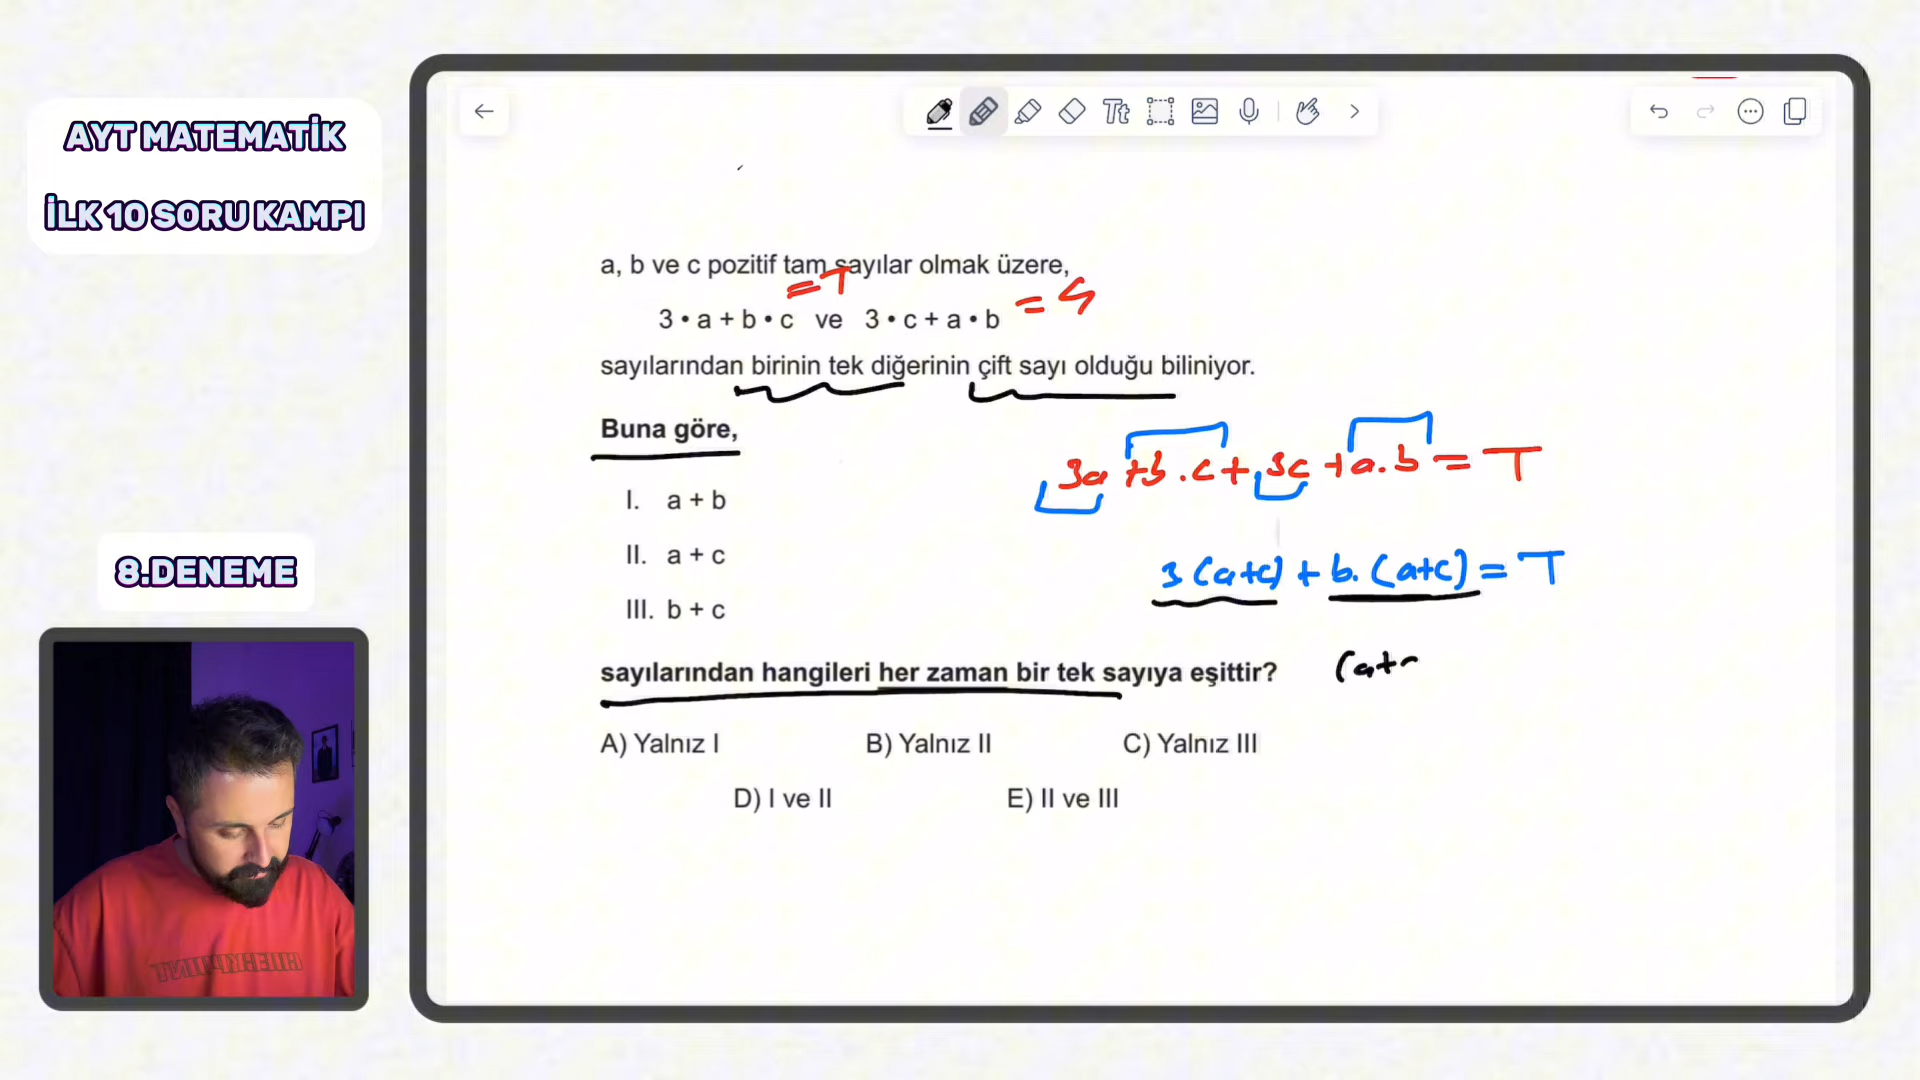 AYT MATEMATİK
İLK 10 SORU KAMPI
8.DENEME
Tt
a, b ve c pozitif tam sayılar olmak üzere,
= T
= Ç
3 • a + b • c ve 3 • c + a • b
sayılarından birinin tek diğerinin çift sayı olduğu biliniyor.
Buna göre,
3a + b . c + 3c + a . b = T
I. a + b
II. a + c
3 (a+c) + b. (a+c) = T
III. b + c
sayılarından hangileri her zaman bir tek sayıya eşittir?
(a+
A) Yalnız I B) Yalnız II C) Yalnız III
D) I ve II E) II ve III